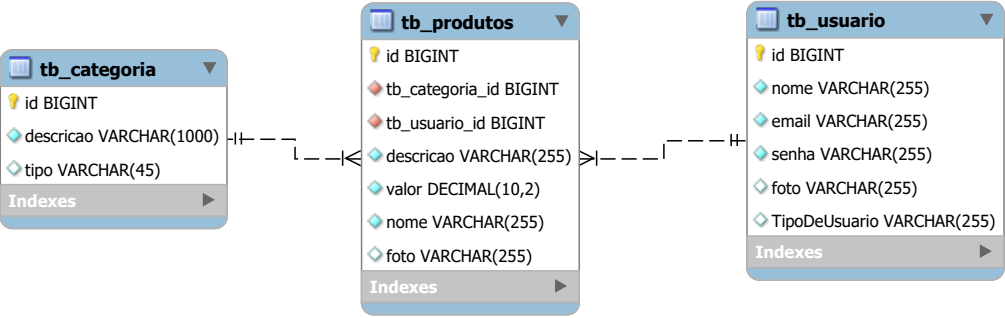 tb_categoria
id BIGINT
descricao VARCHAR(1000)
tipo VARCHAR(45)
Indexes
tb_produtos
id BIGINT
tb_categoria_id BIGINT
tb_usuario_id BIGINT
descricao VARCHAR(255)
valor DECIMAL(10,2)
nome VARCHAR(255)
foto VARCHAR(255)
Indexes
tb_usuario
id BIGINT
nome VARCHAR(255)
email VARCHAR(255)
senha VARCHAR(255)
foto VARCHAR(255)
TipoDeUsuario VARCHAR(255)
Indexes